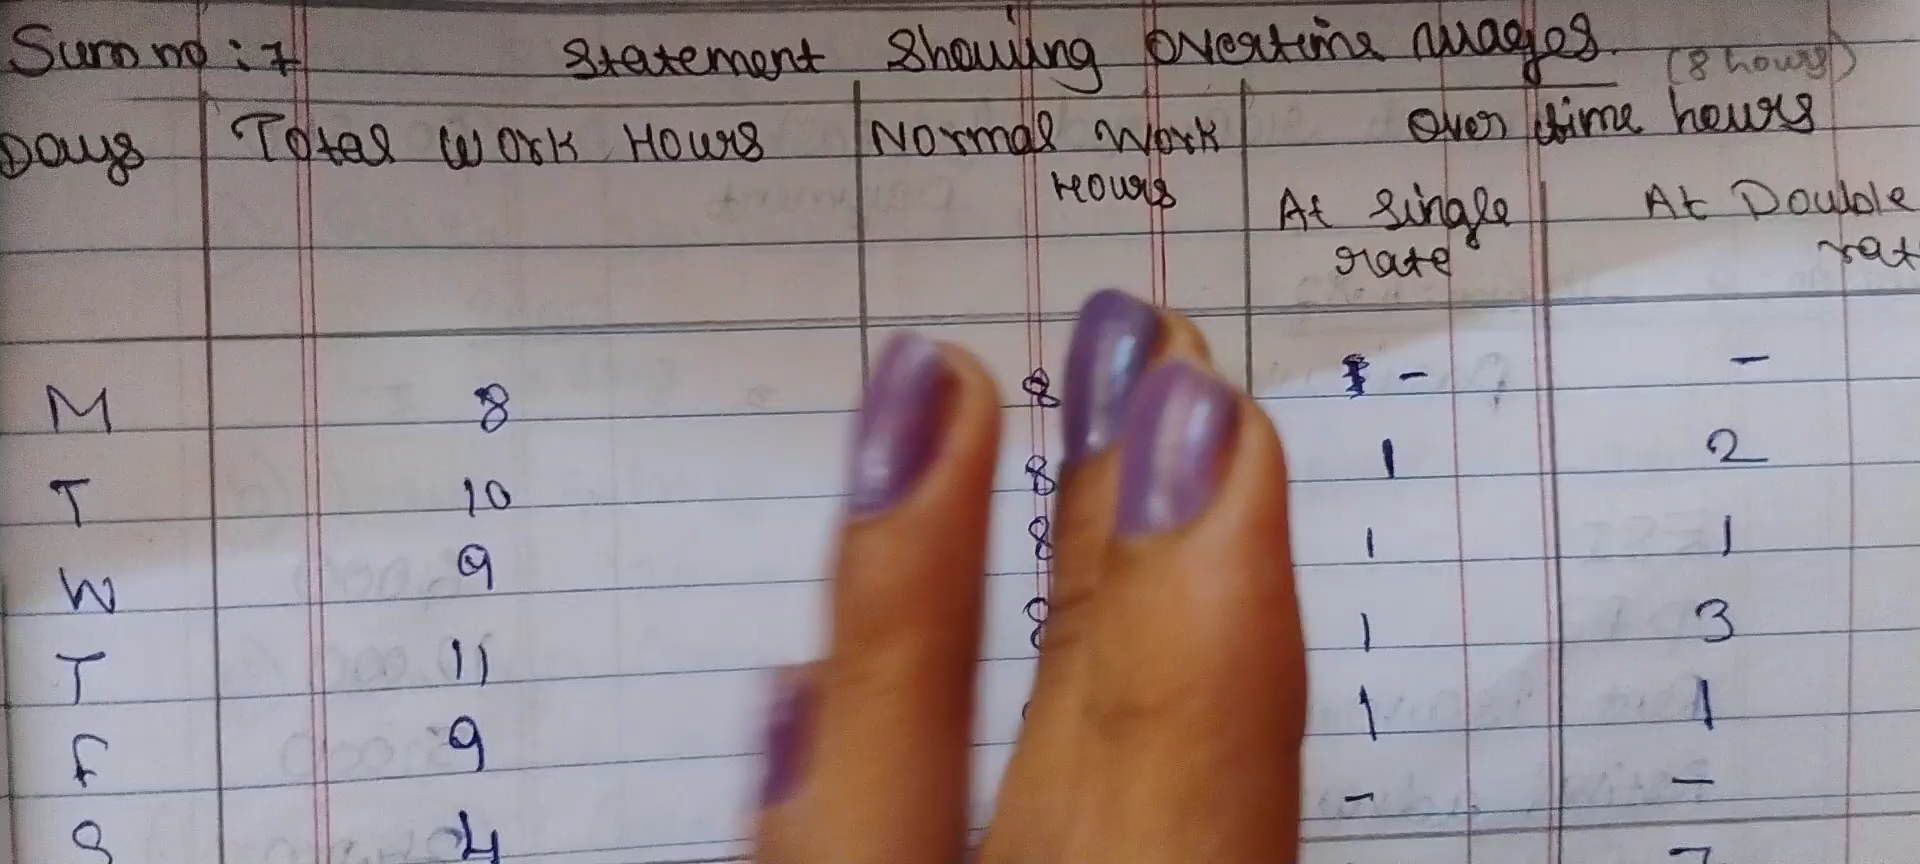 Sum no : 7 Statement Showing Overtime wages.
(8 hours)
Days Total Work Hours Normal Work Hours Over time hours
At Single rate At Double
M 8 8 - -
T 10 8 1 2
W 9 8 1 1
T 11 8 1 3
F 9 1 1
S 4 - -
7